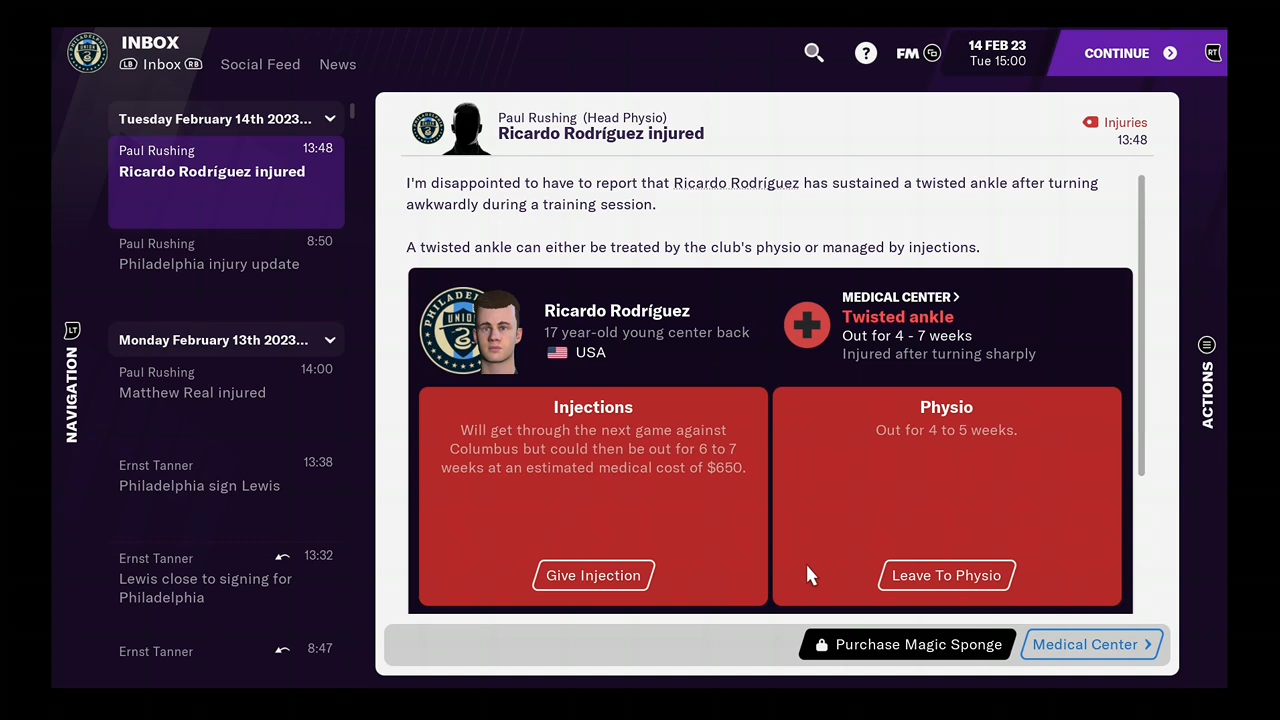 INBOX
LB Inbox RB Social Feed News
? FM
14 FEB 23
Tue 15:00
CONTINUE
RT
Tuesday February 14th 2023...
Paul Rushing 13:48
Ricardo Rodríguez injured
Paul Rushing 8:50
Philadelphia injury update
Monday February 13th 2023...
Paul Rushing 14:00
Matthew Real injured
Ernst Tanner 13:38
Philadelphia sign Lewis
Ernst Tanner 13:32
Lewis close to signing for
Philadelphia
Ernst Tanner 8:47
NAVIGATION LT
Paul Rushing (Head Physio)
Ricardo Rodríguez injured
Injuries
13:48
I'm disappointed to have to report that Ricardo Rodríguez has sustained a twisted ankle after turning
awkwardly during a training session.
A twisted ankle can either be treated by the club's physio or managed by injections.
Ricardo Rodríguez
17 year-old young center back
USA
MEDICAL CENTER >
Twisted ankle
Out for 4 - 7 weeks
Injured after turning sharply
Injections
Will get through the next game against
Columbus but could then be out for 6 to 7
weeks at an estimated medical cost of $650.
Give Injection
Physio
Out for 4 to 5 weeks.
Leave To Physio
Purchase Magic Sponge
Medical Center >
ACTIONS